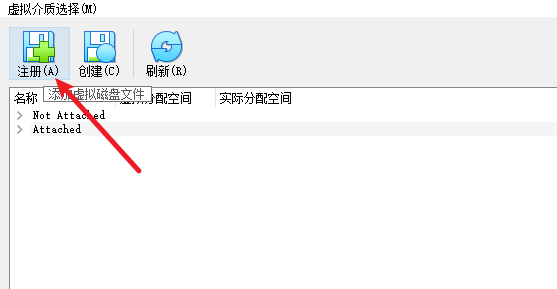 虚拟介质选择(M)
注册(A) 创建(C) 刷新(R)
添加虚拟磁盘文件
名称 分配空间 实际分配空间
Not Attached
Attached